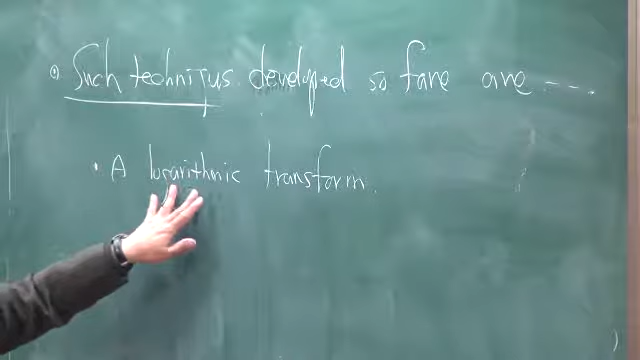 Such techniqus developed so fare are ....
• A logarithmic transform.